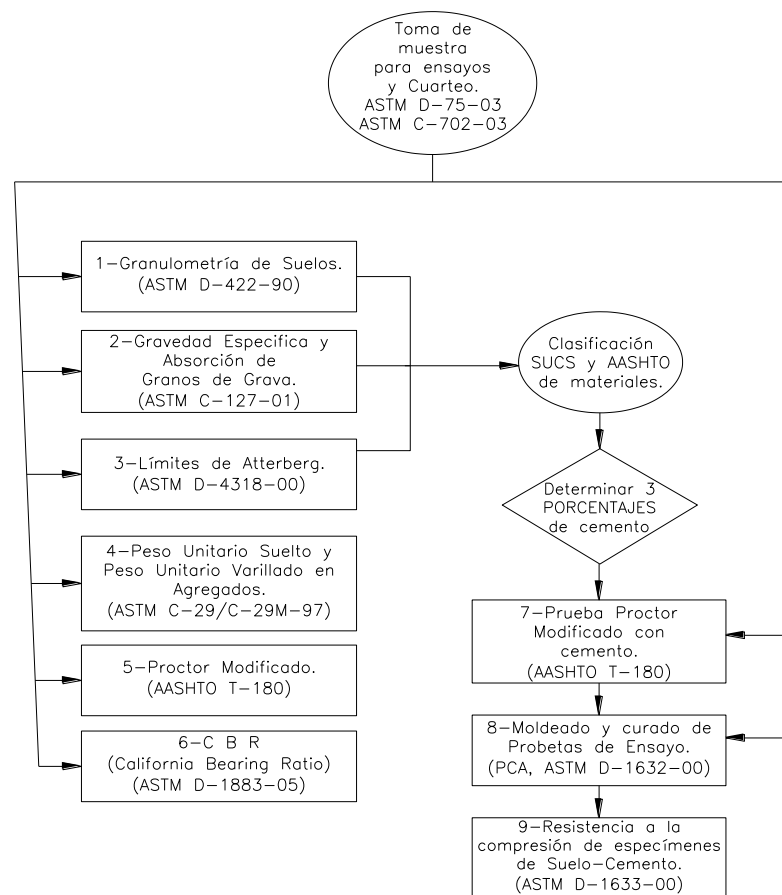 Toma de
muestra
para ensayos
y Cuarteo.
ASTM D-75-03
ASTM C-702-03
1-Granulometría de Suelos.
(ASTM D-422-90)
2-Gravedad Especifica y
Absorción de
Granos de Grava.
(ASTM C-127-01)
3-Límites de Atterberg.
(ASTM D-4318-00)
4-Peso Unitario Suelto y
Peso Unitario Varillado en
Agregados.
(ASTM C-29/C-29M-97)
5-Proctor Modificado.
(AASHTO T-180)
6-C B R
(California Bearing Ratio)
(ASTM D-1883-05)
Clasificación
SUCS y AASHTO
de materiales.
Determinar 3
PORCENTAJES
de cemento
7-Prueba Proctor
Modificado con
cemento.
(AASHTO T-180)
8-Moldeado y curado de
Probetas de Ensayo.
(PCA, ASTM D-1632-00)
9-Resistencia a la
compresión de especímenes
de Suelo-Cemento.
(ASTM D-1633-00)